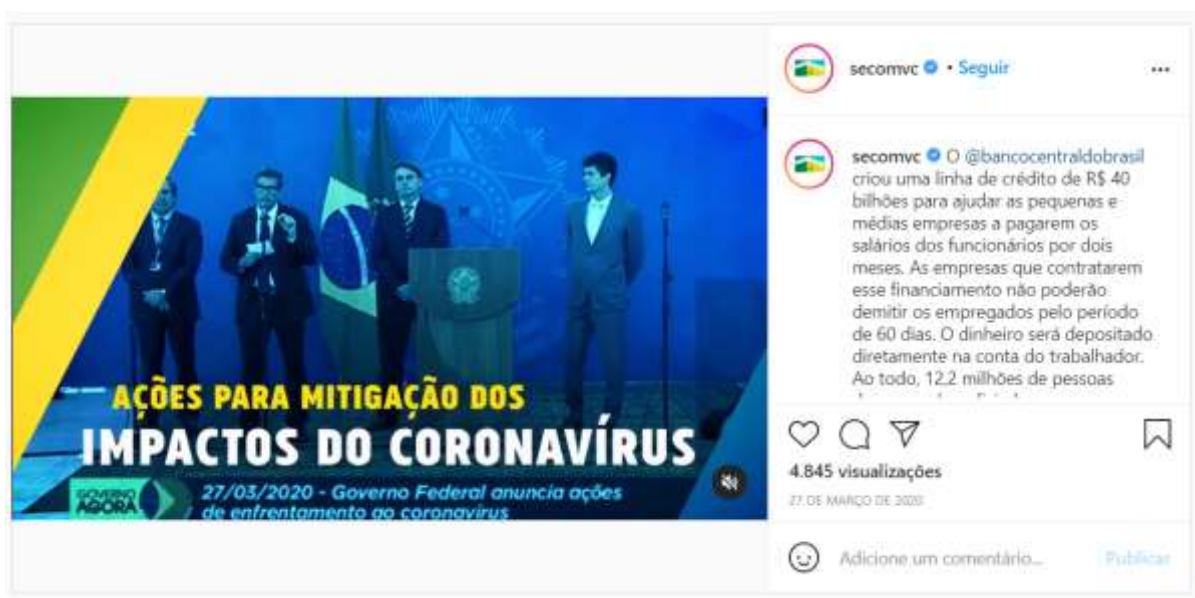 secomvc • Seguir
secomvc O @bancocentraldobrasil
criou uma linha de crédito de R$ 40
bilhões para ajudar as pequenas e
médias empresas a pagarem os
salários dos funcionários por dois
meses. As empresas que contratarem
esse financiamento não poderão
demitir os empregados pelo período
de 60 dias. O dinheiro será depositado
diretamente na conta do trabalhador.
Ao todo, 12,2 milhões de pessoas
AÇÕES PARA MITIGAÇÃO DOS
IMPACTOS DO CORONAVÍRUS
GOVERNO
AGORA
27/03/2020 - Governo Federal anuncia ações
de enfrentamento ao coronavírus
4.845 visualizações
27 DE MARÇO DE 2020
Adicione um comentário...
Publicar